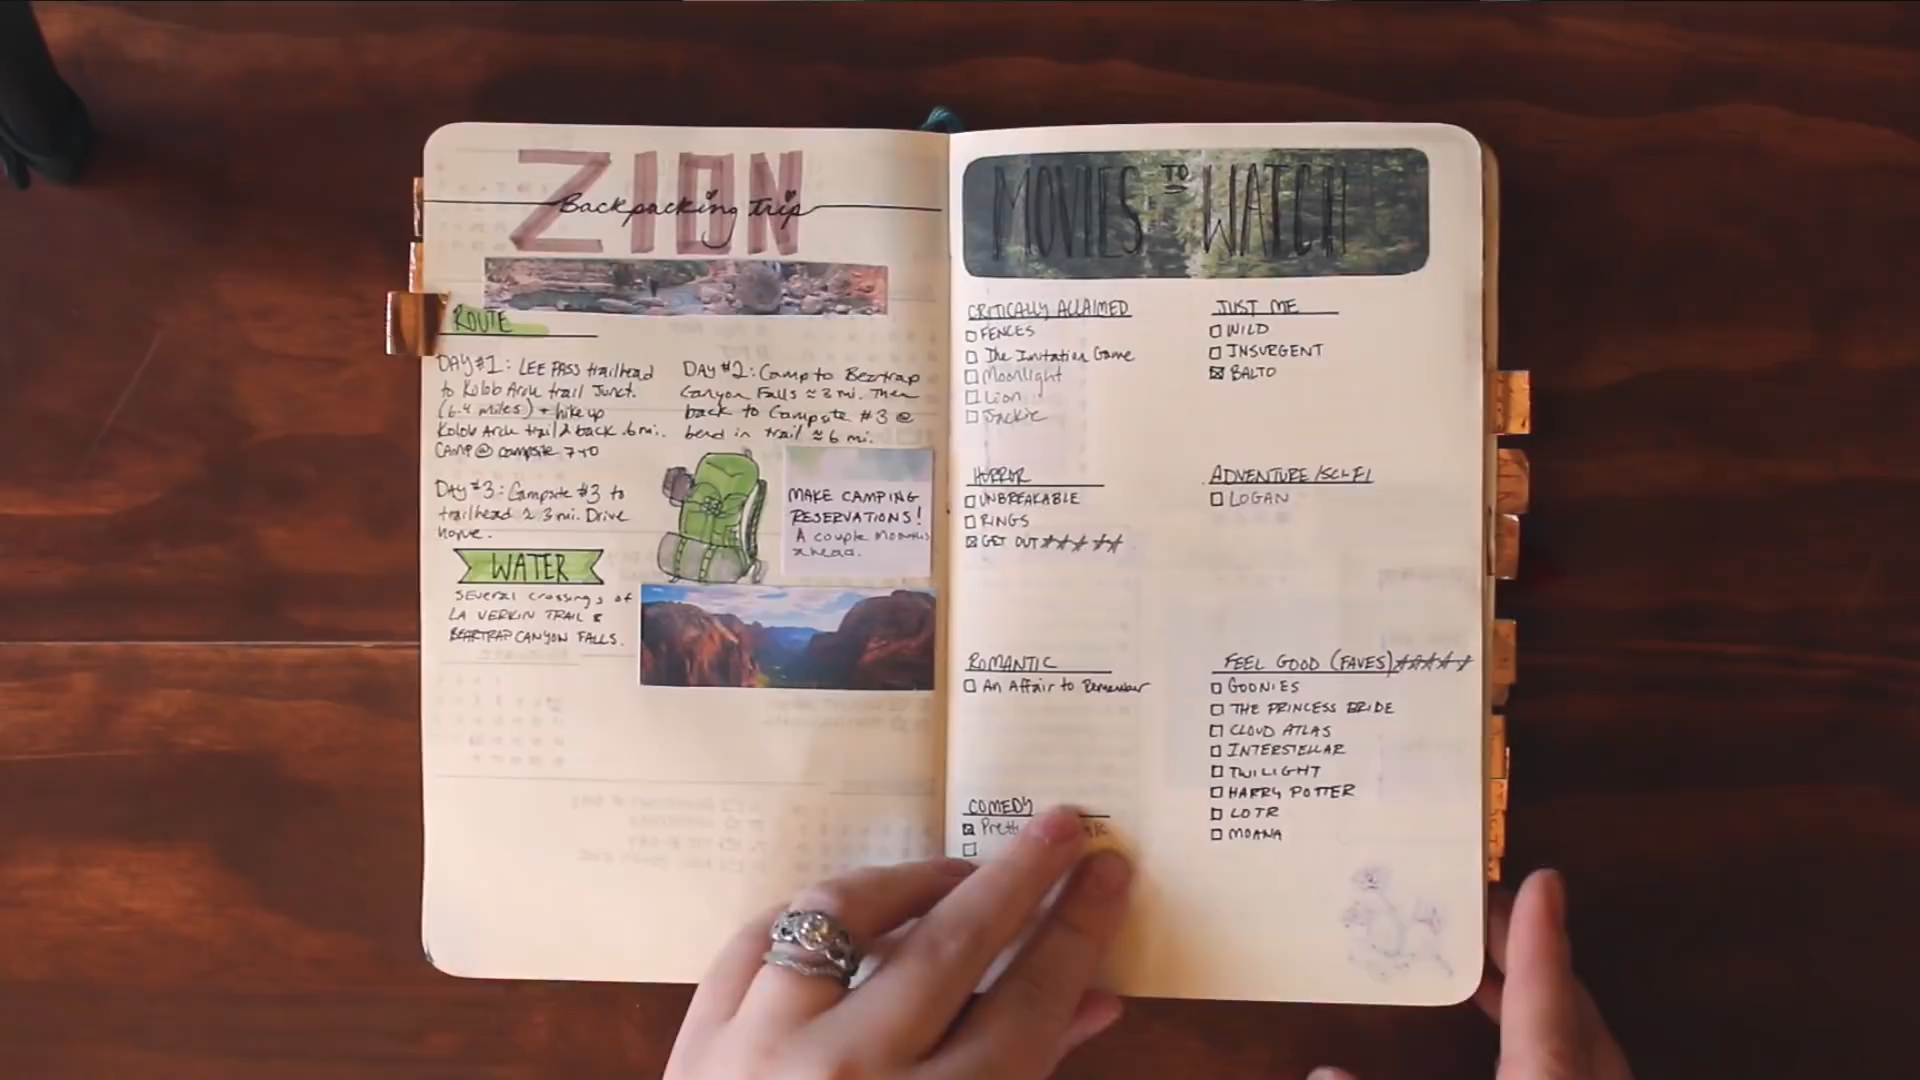 ZION
Backpacking trip
ROUTE
DAY #1: LEE PASS trailhead
to Kolob Arch trail Junct.
(6.4 miles) + hike up
Kolob Arch trail & back .6 mi.
CAMP @ campsite 740
DAY #2: Camp to Beartrap
Canyon Falls ≈ 3 mi. Then
back to Campsite #3 @
bend in trail ≈ 6 mi.
DAY #3: Campsite #3 to
trailhead ≈ 3 mi. Drive
home.
MAKE CAMPING
RESERVATIONS!
A couple MONTHS
ahead.
WATER
SEVERAL crossings of
LA VERKIN TRAIL &
BEARTRAP CANYON FALLS.
MOVIES TO WATCH
CRITICALLY ACCLAIMED
FENCES
The Imitation Game
Moonlight
Lion
Jackie
JUST ME
WILD
INSURGENT
BALTO
HORROR
UNBREAKABLE
RINGS
GET OUT
ADVENTURE/SCI-FI
LOGAN
ROMANTIC
An Affair to Remember
FEEL GOOD (FAVES)
GOONIES
THE PRINCESS BRIDE
CLOUD ATLAS
INTERSTELLAR
TWILIGHT
HARRY POTTER
LOTR
MOANA
COMEDY